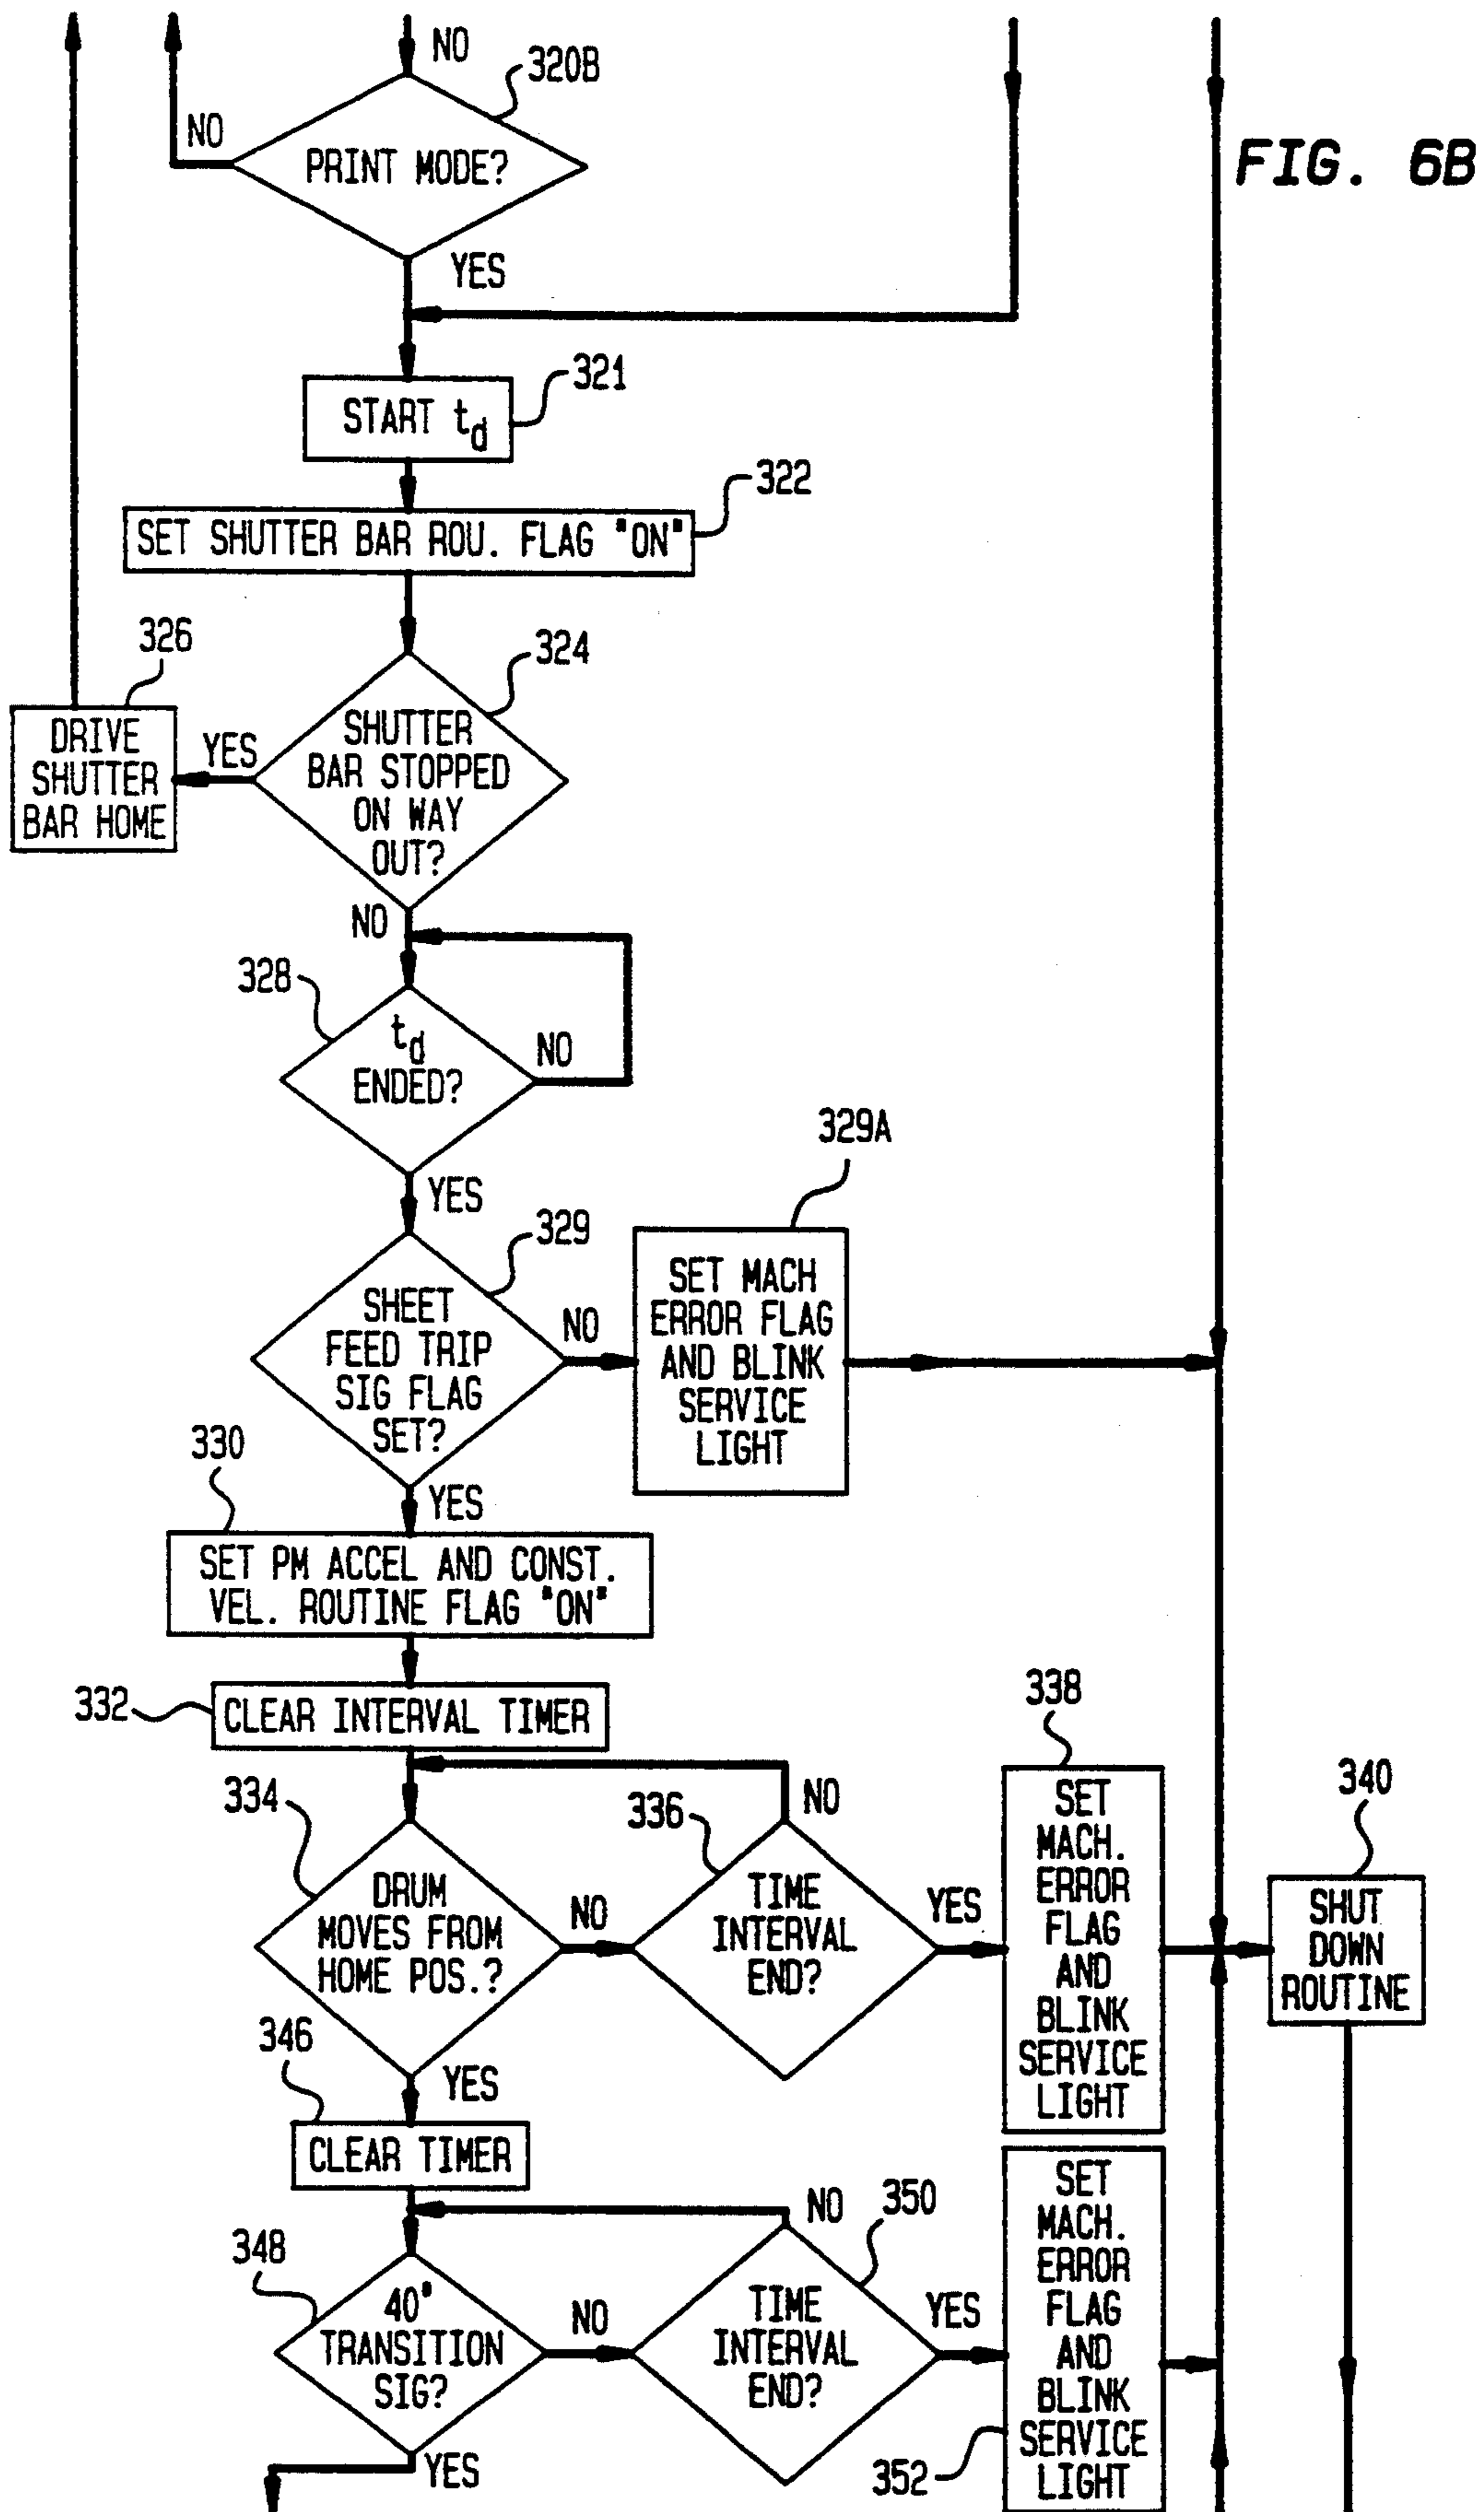 NO
320B
NO
PRINT MODE?
FIG. 6B
YES
321
START td
322
SET SHUTTER BAR ROU. FLAG "ON"
326
324
DRIVE
SHUTTER
BAR HOME
YES
SHUTTER
BAR STOPPED
ON WAY
OUT?
NO
328
td
ENDED?
NO
329A
YES
329
SHEET
FEED TRIP
SIG FLAG
SET?
NO
SET MACH
ERROR FLAG
AND BLINK
SERVICE
LIGHT
330
YES
SET PM ACCEL AND CONST.
VEL. ROUTINE FLAG "ON"
332
CLEAR INTERVAL TIMER
338
334
336
NO
340
DRUM
MOVES FROM
HOME POS.?
NO
TIME
INTERVAL
END?
YES
SET
MACH.
ERROR
FLAG
AND
BLINK
SERVICE
LIGHT
SHUT
DOWN
ROUTINE
346
YES
CLEAR TIMER
348
NO
350
40°
TRANSITION
SIG?
NO
TIME
INTERVAL
END?
YES
SET
MACH.
ERROR
FLAG
AND
BLINK
SERVICE
LIGHT
352
YES